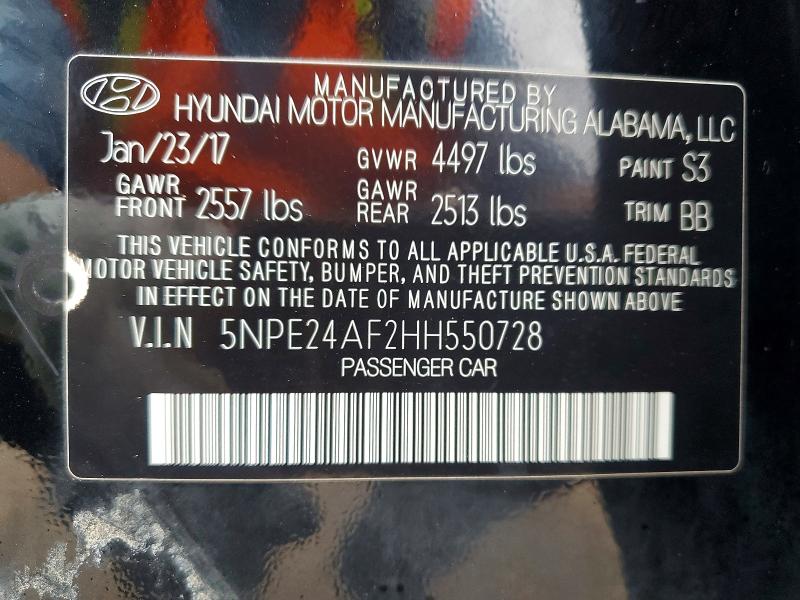 MANUFACTURED BY
HYUNDAI MOTOR MANUFACTURING ALABAMA, LLC
Jan/23/17 GVWR 4497 lbs PAINT S3
GAWR FRONT 2557 lbs GAWR REAR 2513 lbs TRIM BB
THIS VEHICLE CONFORMS TO ALL APPLICABLE U.S.A. FEDERAL
MOTOR VEHICLE SAFETY, BUMPER, AND THEFT PREVENTION STANDARDS
IN EFFECT ON THE DATE OF MANUFACTURE SHOWN ABOVE
V.I.N 5NPE24AF2HH550728
PASSENGER CAR